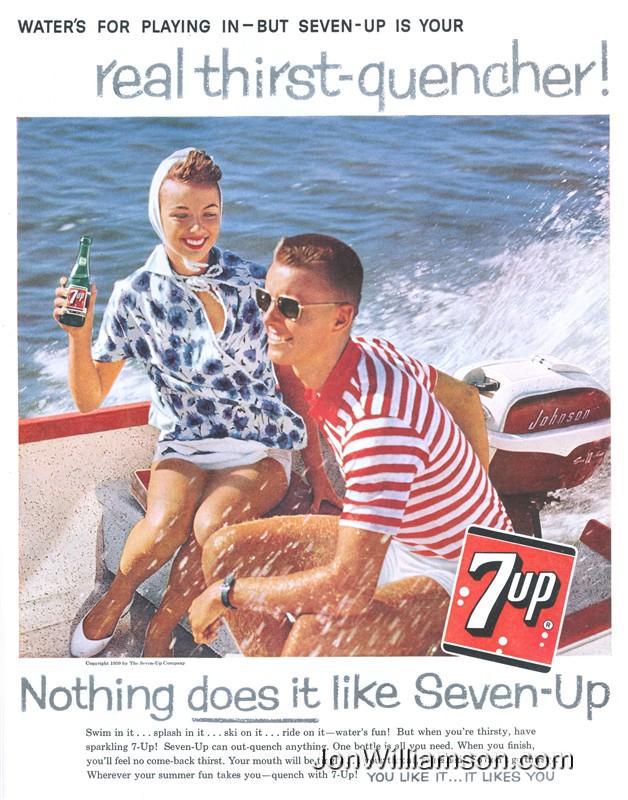 WATER'S FOR PLAYING IN—BUT SEVEN-UP IS YOUR
real thirst-quencher!
7up
Johnson
7up
®
Copyright 1959 by The Seven-Up Company
Nothing does it like Seven-Up
Swim in it . . . splash in it . . . ski on it . . . ride on it—water's fun! But when you're thirsty, have
sparkling 7-Up! Seven-Up can out-quench anything. One bottle is all you need. When you finish,
you'll feel no come-back thirst. Your mouth will be
Wherever your summer fun takes you—quench with 7-Up! YOU LIKE IT...IT LIKES YOU
JonWilliamson.com